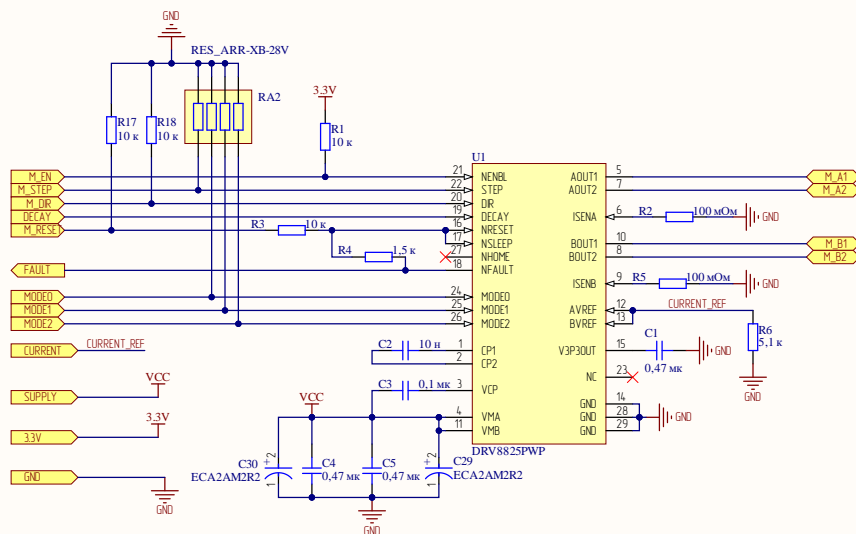 GND
RES_ARR-XB-28V
RA2
3.3V
R17
10 к
R18
10 к
R1
10 к
U1
M_EN
21
NENBL
AOUT1
5
M_A1
M_STEP
22
STEP
AOUT2
7
M_A2
M_DIR
20
DIR
DECAY
19
DECAY
ISENA
6
R2
100 мОм
GND
M_RESET
R3
10 к
16
NRESET
17
NSLEEP
BOUT1
10
M_B1
R4
1,5 к
27
NHOME
BOUT2
8
M_B2
FAULT
18
NFAULT
ISENB
9
R5
100 мОм
GND
MODE0
24
MODE0
MODE1
25
MODE1
AVREF
12
CURRENT_REF
MODE2
26
MODE2
BVREF
13
R6
5,1 к
GND
CURRENT
CURRENT_REF
C2
10 н
1
CP1
2
CP2
V3P3OUT
15
C1
0,47 мк
GND
C3
0,1 мк
3
VCP
NC
23
SUPPLY
VCC
VCC
4
VMA
11
VMB
GND
14
GND
28
GND
29
GND
3.3V
3.3V
DRV8825PWP
C30
ECA2AM2R2
+
2
1
C4
0,47 мк
C5
0,47 мк
C29
ECA2AM2R2
+
2
1
GND
GND
GND